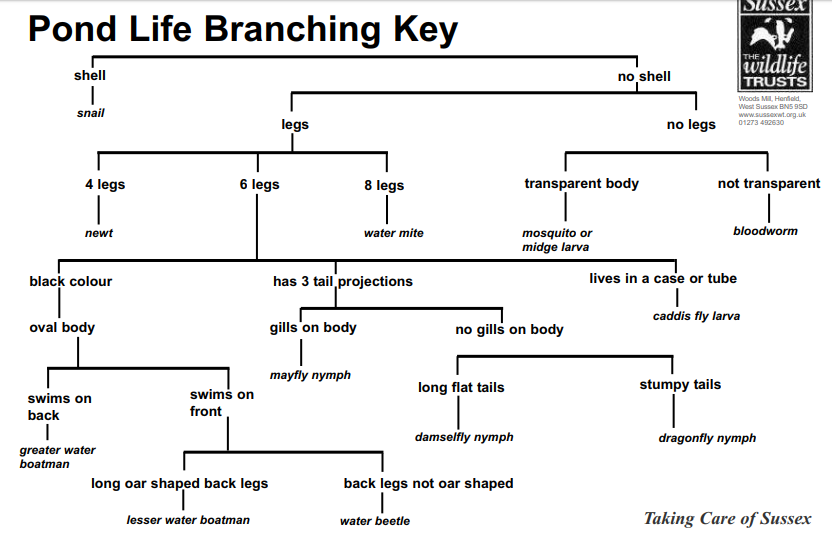 Pond Life Branching Key
Sussex
THE
wildlife
TRUSTS
Woods Mill, Henfield,
West Sussex BN5 9SD
www.sussexwt.org.uk
01273 492630
shell
no shell
snail
legs
no legs
4 legs
6 legs
8 legs
transparent body
not transparent
newt
water mite
mosquito or
midge larva
bloodworm
black colour
has 3 tail projections
lives in a case or tube
caddis fly larva
oval body
gills on body
no gills on body
mayfly nymph
long flat tails
stumpy tails
swims on
back
swims on
front
damselfly nymph
dragonfly nymph
greater water
boatman
long oar shaped back legs
back legs not oar shaped
lesser water boatman
water beetle
Taking Care of Sussex